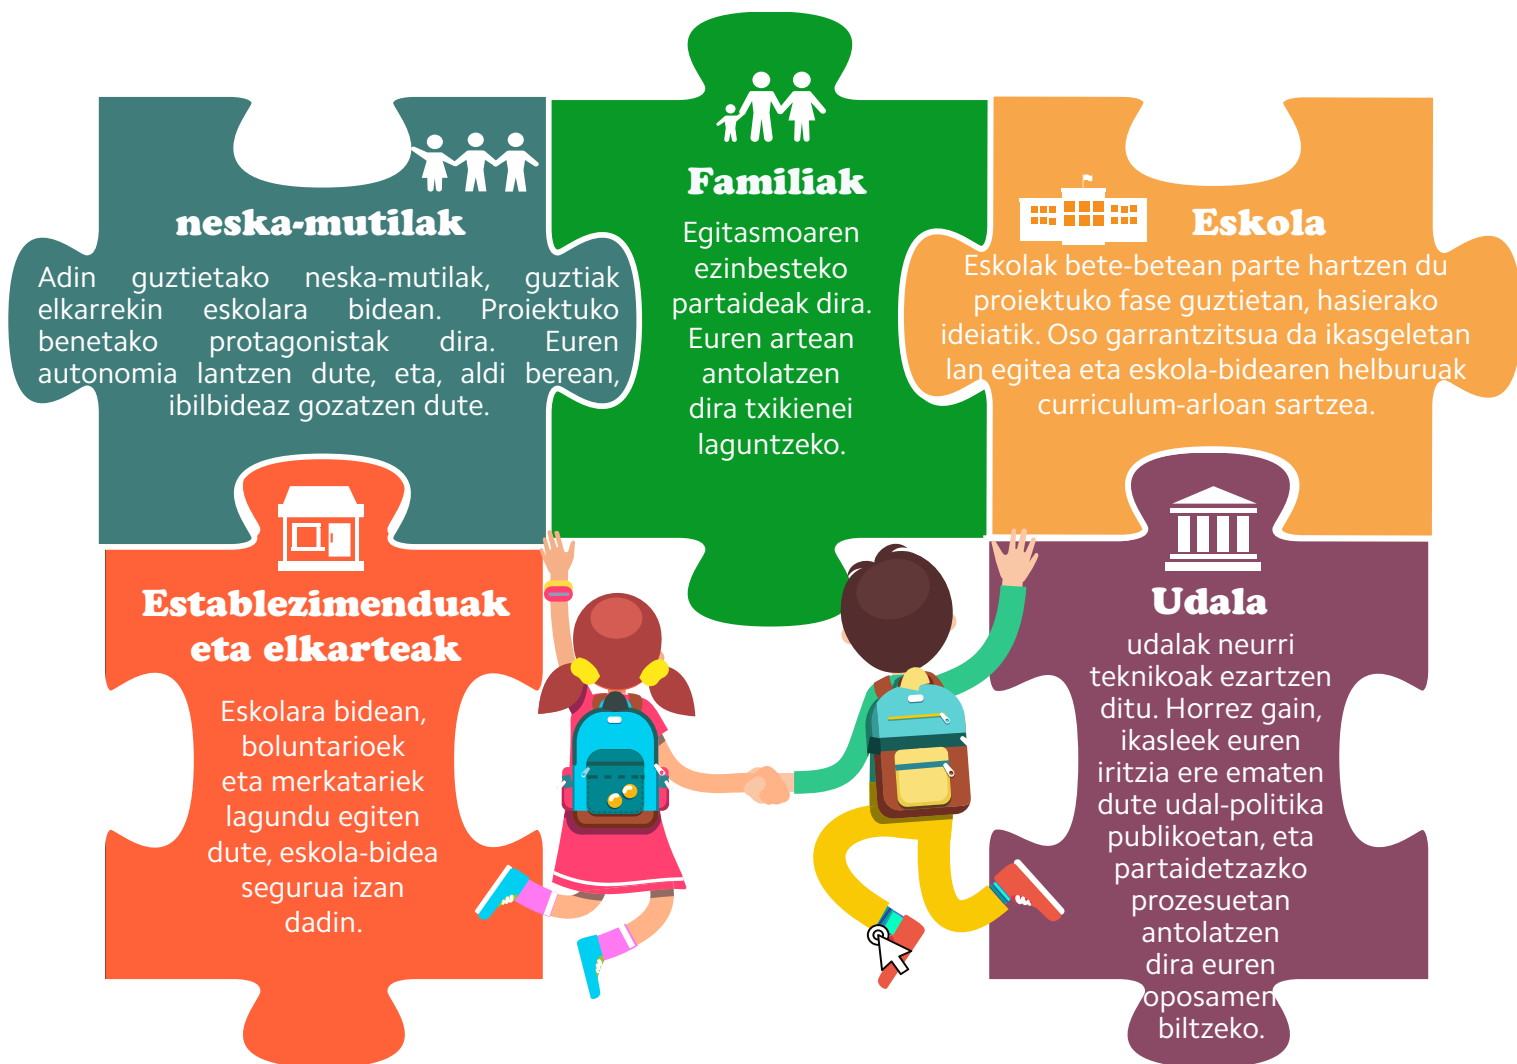 neska-mutilak
Adin guztietako neska-mutilak, guztiak
elkarrekin eskolara bidean. Proiektuko
benetako protagonistak dira. Euren
autonomia lantzen dute, eta, aldi berean,
ibilbideaz gozatzen dute.
Familiak
Egitasmoaren
ezinbesteko
partaideak dira.
Euren artean
antolatzen
dira txikienei
laguntzeko.
Eskola
Eskolak bete-betean parte hartzen du
proiektuko fase guztietan, hasierako
ideiatik. Oso garrantzitsua da ikasgeletan
lan egitea eta eskola-bidearen helburuak
curriculum-arloan sartzea.
Establezimenduak
eta elkarteak
Eskolara bidean,
boluntarioek
eta merkatariek
lagundu egiten
dute, eskola-bidea
segurua izan
dadin.
Udala
udalak neurri
teknikoak ezartzen
ditu. Horrez gain,
ikasleek euren
iritzia ere ematen
dute udal-politika
publikoetan, eta
partaidetzazko
prozesuetan
antolatzen
dira euren
oposamen
biltzeko.